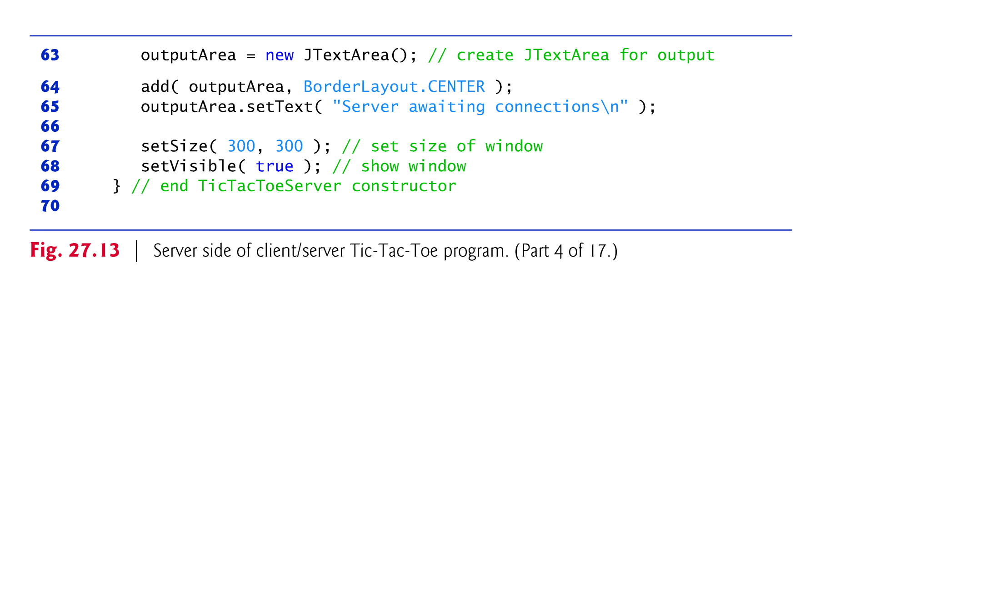 63 outputArea = new JTextArea(); // create JTextArea for output
64 add( outputArea, BorderLayout.CENTER );
65 outputArea.setText( "Server awaiting connections\n" );
66
67 setSize( 300, 300 ); // set size of window
68 setVisible( true ); // show window
69 } // end TicTacToeServer constructor
70
Fig. 27.13 | Server side of client/server Tic-Tac-Toe program. (Part 4 of 17.)